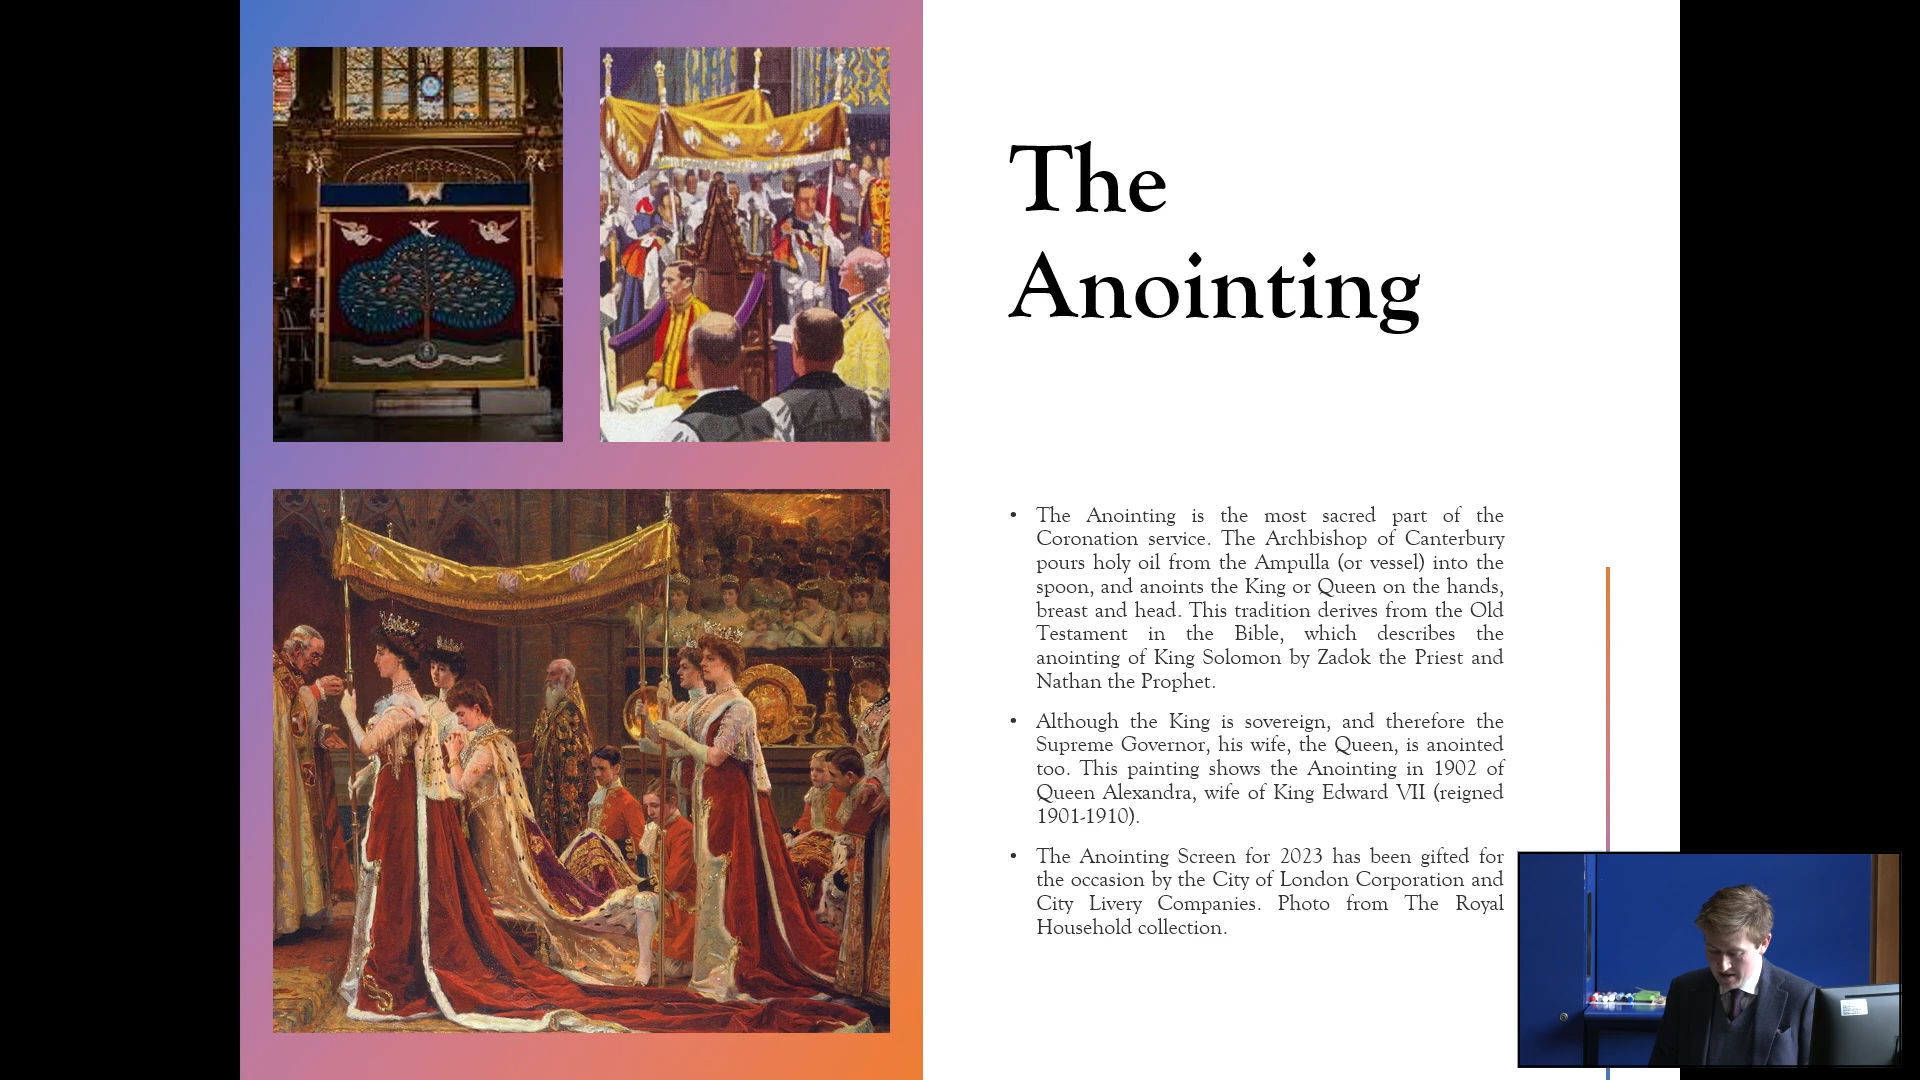 The
Anointing
• The Anointing is the most sacred part of the
Coronation service. The Archbishop of Canterbury
pours holy oil from the Ampulla (or vessel) into the
spoon, and anoints the King or Queen on the hands,
breast and head. This tradition derives from the Old
Testament in the Bible, which describes the
anointing of King Solomon by Zadok the Priest and
Nathan the Prophet.
• Although the King is sovereign, and therefore the
Supreme Governor, his wife, the Queen, is anointed
too. This painting shows the Anointing in 1902 of
Queen Alexandra, wife of King Edward VII (reigned
1901-1910).
• The Anointing Screen for 2023 has been gifted for
the occasion by the City of London Corporation and
City Livery Companies. Photo from The Royal
Household collection.